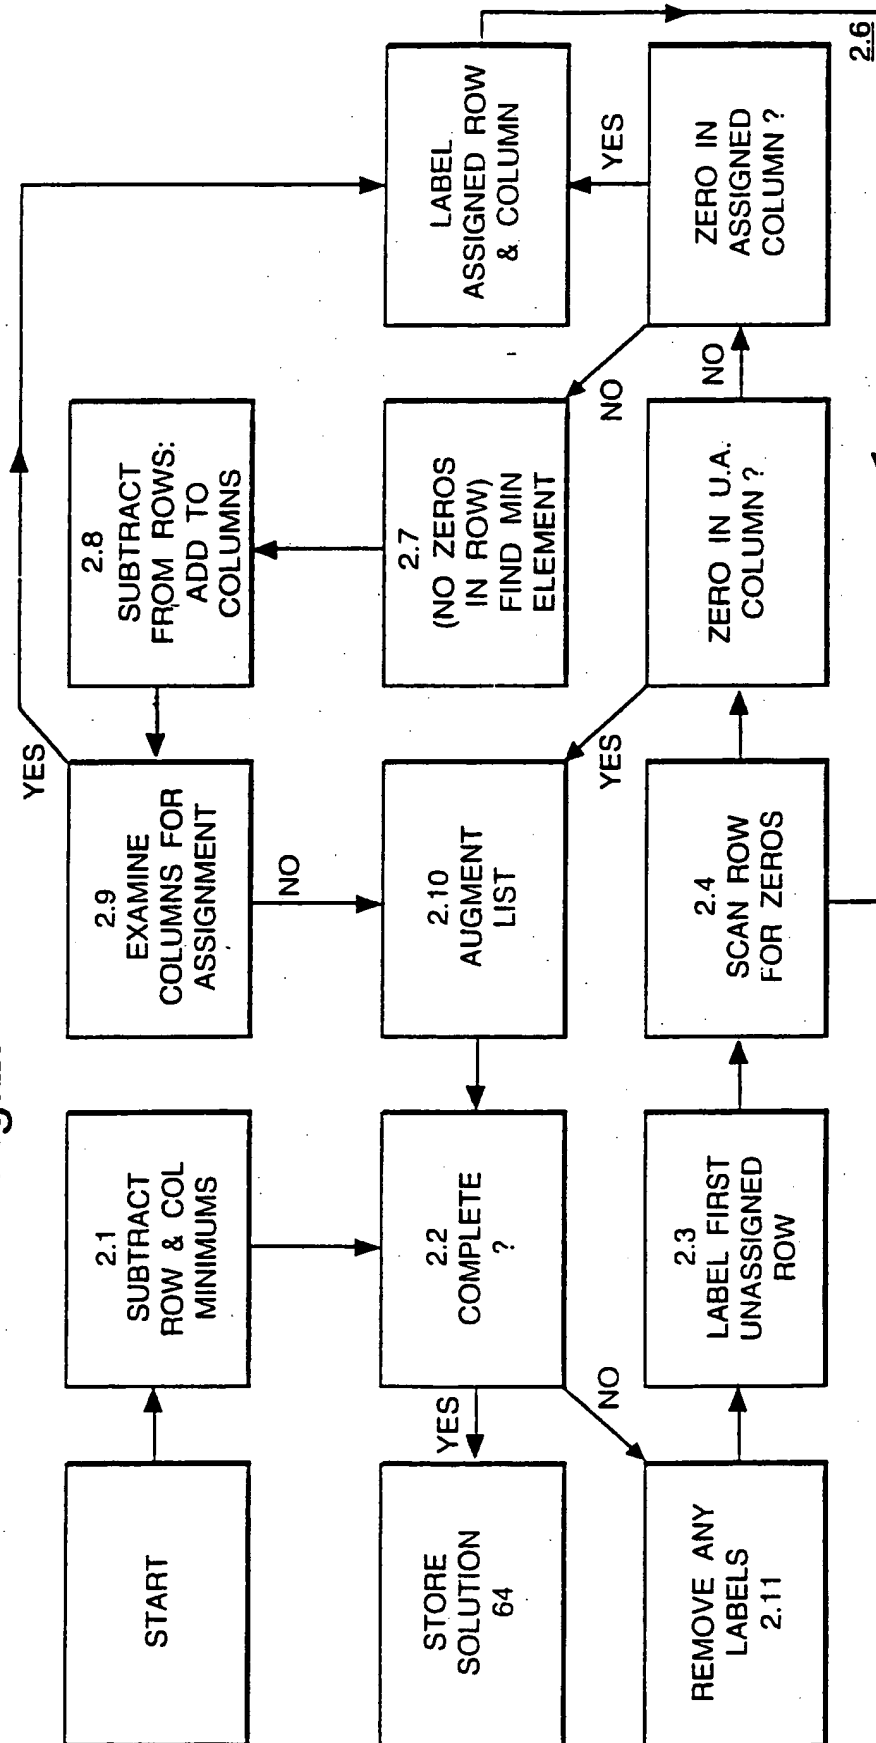 START
2.1
SUBTRACT
ROW & COL
MINIMUMS
2.9
EXAMINE
COLUMNS FOR
ASSIGNMENT
YES
NO
2.8
SUBTRACT
FROM ROWS:
ADD TO
COLUMNS
STORE
SOLUTION
64
YES
2.2
COMPLETE
?
NO
2.10
AUGMENT
LIST
YES
2.7
(NO ZEROS
IN ROW)
FIND MIN
ELEMENT
NO
LABEL
ASSIGNED ROW
& COLUMN
YES
REMOVE ANY
LABELS
2.11
2.3
LABEL FIRST
UNASSIGNED
ROW
2.4
SCAN ROW
FOR ZEROS
ZERO IN U.A.
COLUMN ?
NO
ZERO IN
ASSIGNED
COLUMN ?
2.6